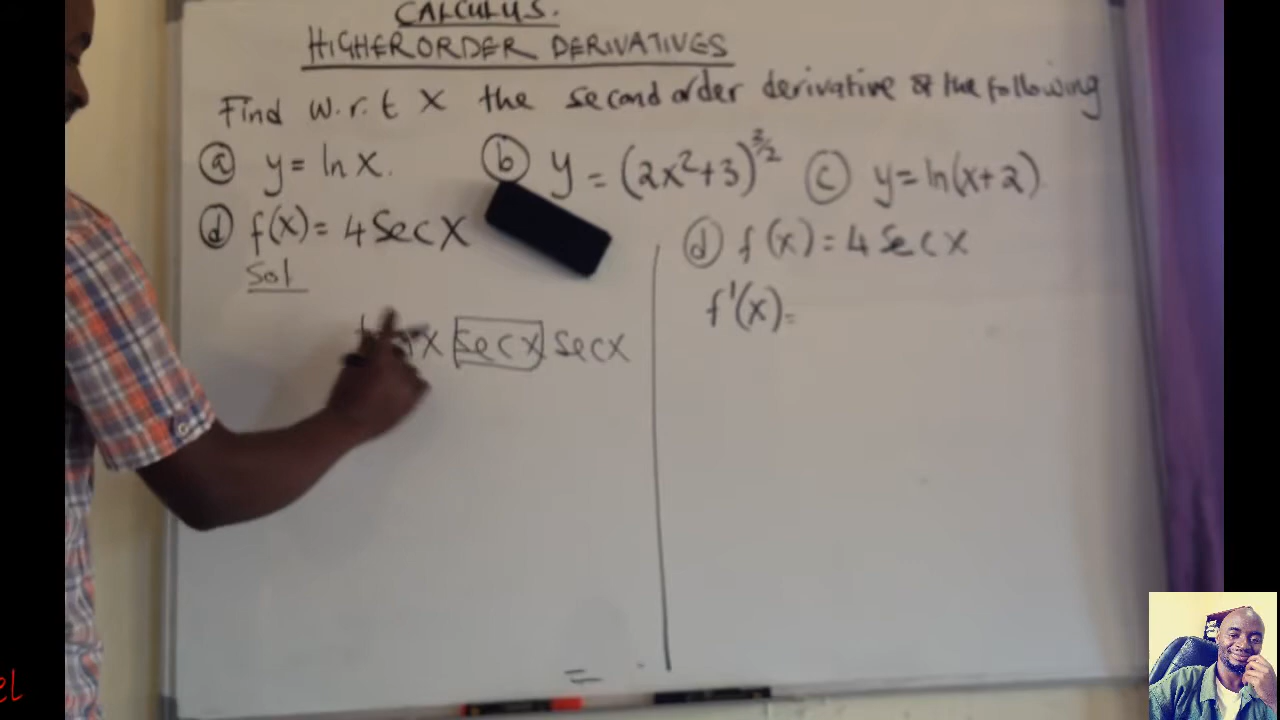 CALCULUS.
HIGHER ORDER DERIVATIVES
Find w.r.t X the second order derivative of the following
(a) y = ln x. (b) y = (2x²+3)^3/2 (c) y = ln(x+2)
(d) f(x) = 4 Sec X
Sol
x sec x sec x
(d) f(x) = 4 Sec x
f'(x) =
=
el